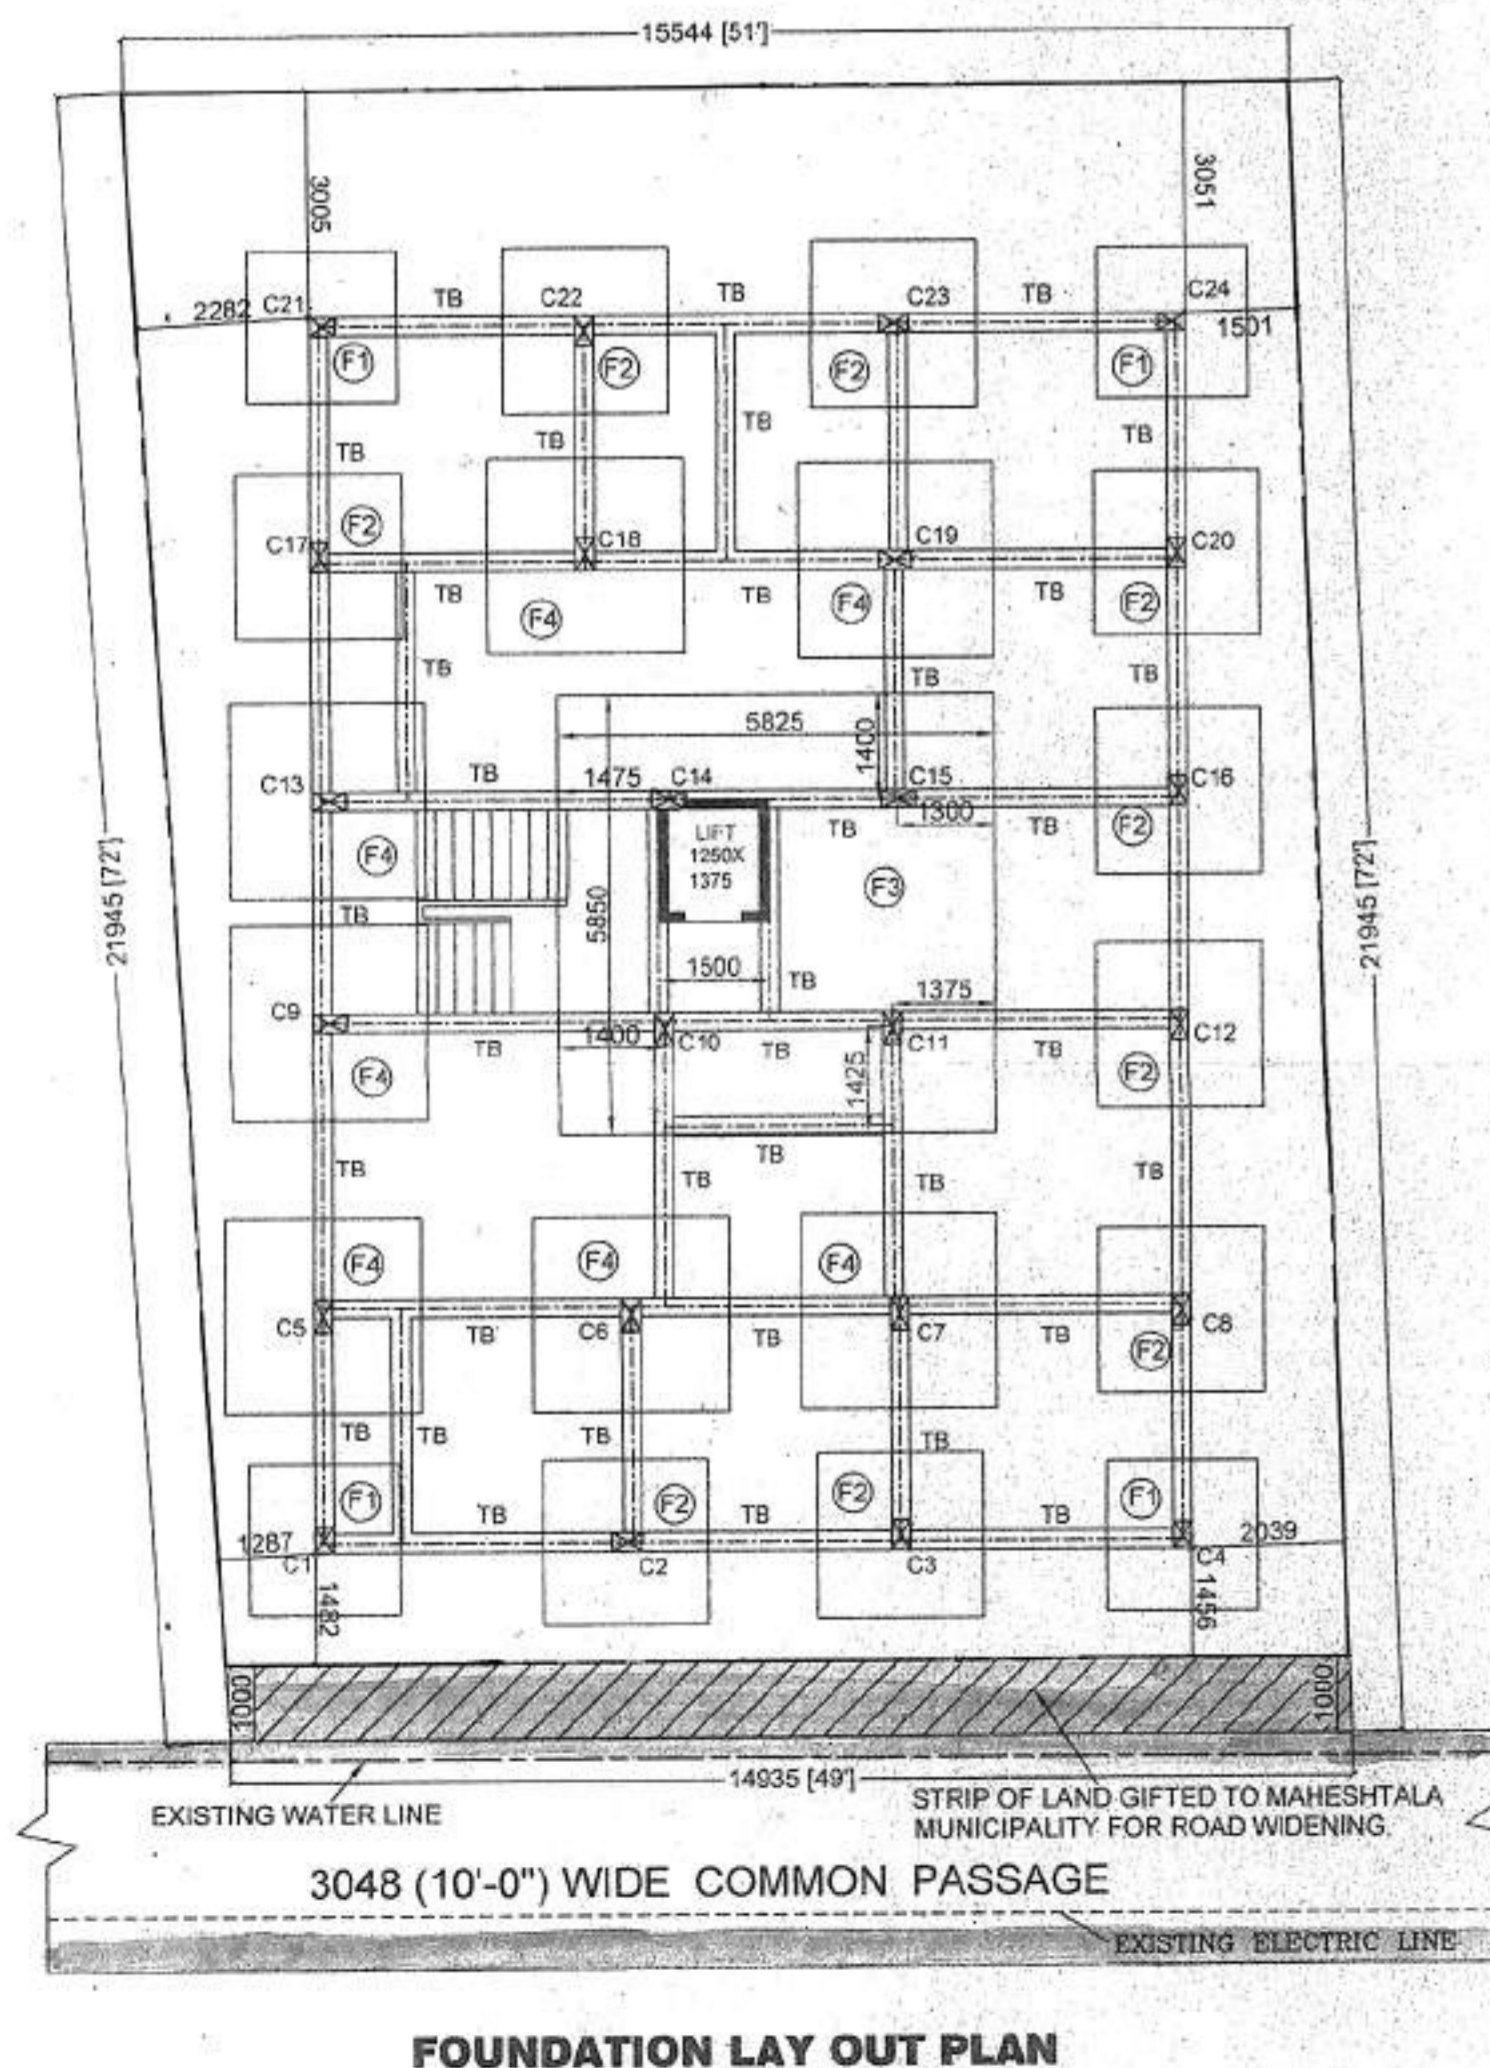 15544 [51']
3005
3051
2282
C21
TB
C22
TB
C23
TB
C24
1501
F1
F2
F2
F1
TB
TB
TB
TB
F2
C17
C18
C19
C20
TB
F4
TB
F4
TB
F2
TB
TB
TB
5825
1400
C13
TB
1475
C14
C15
C16
1300
TB
TB
F2
LIFT
1250X
1375
F4
F3
TB
5850
21945 [72']
21945 [72']
1500
TB
1375
C9
TB
1400
C10
TB
C11
TB
C12
F4
1425
F2
TB
TB
TB
TB
TB
F4
F4
F4
C5
TB
C6
TB
C7
TB
C8
F2
TB
TB
TB
TB
F1
F2
F2
F1
TB
TB
TB
1287
C1
C2
C3
C4
2039
1482
1456
1000
1000
14935 [49']
EXISTING WATER LINE
STRIP OF LAND GIFTED TO MAHESHTALA
MUNICIPALITY FOR ROAD WIDENING.
3048 (10'-0") WIDE COMMON PASSAGE
EXISTING ELECTRIC LINE
FOUNDATION LAY OUT PLAN